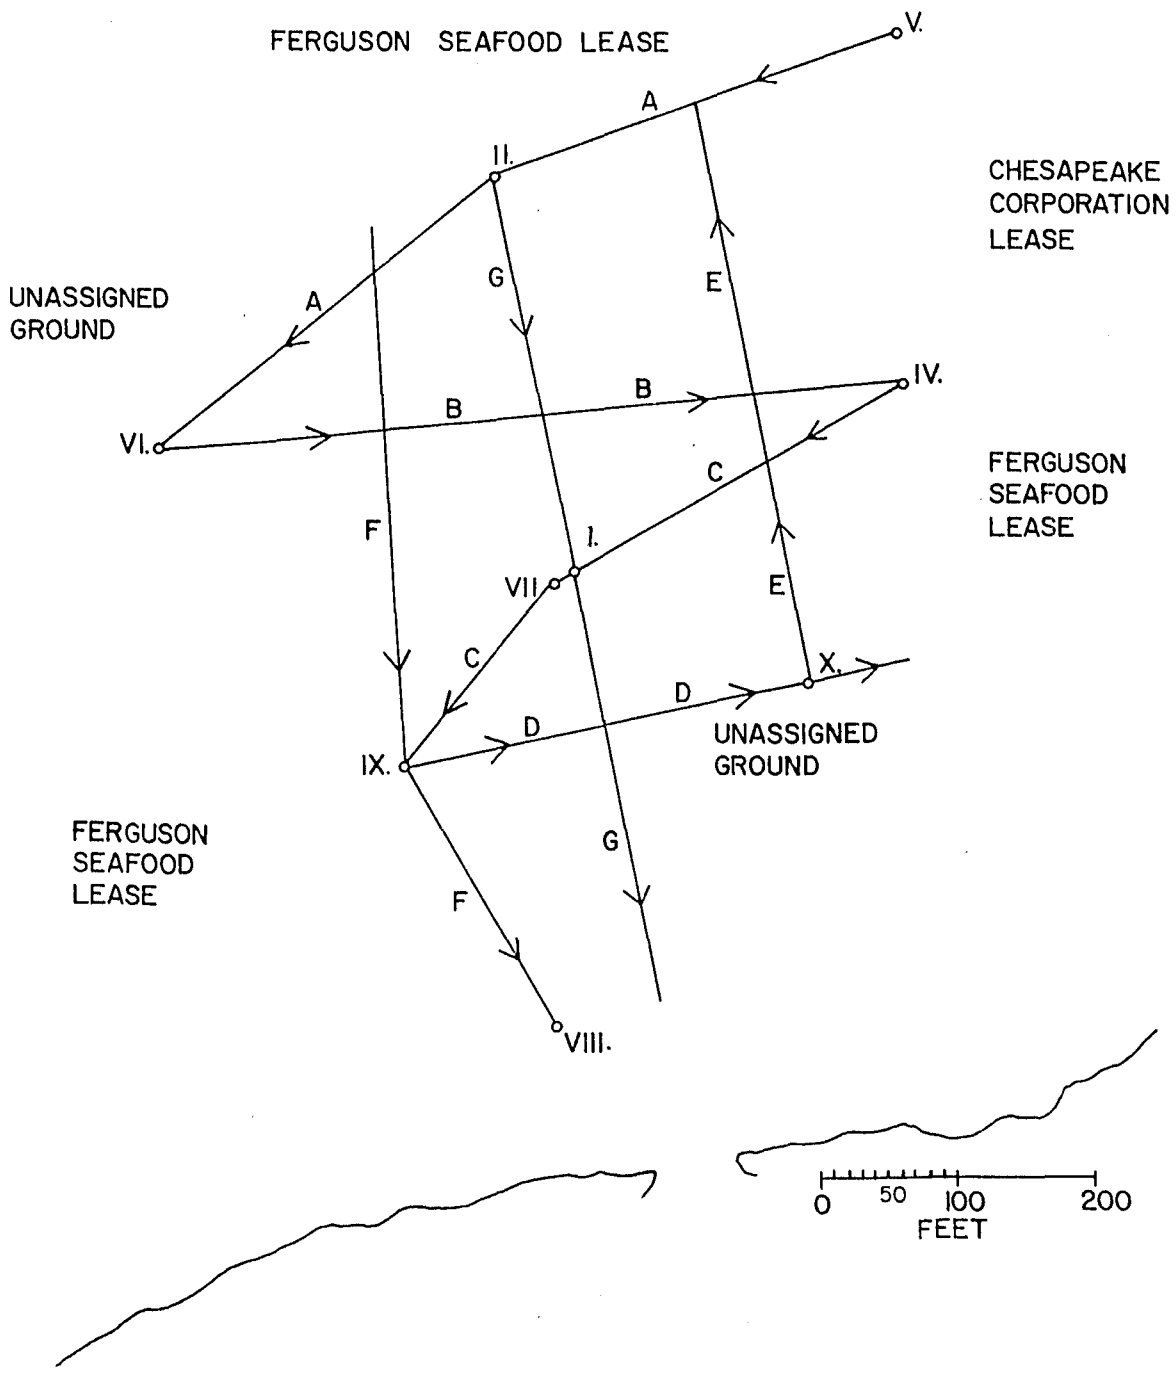 FERGUSON SEAFOOD LEASE
V.
A
II.
CHESAPEAKE
CORPORATION
LEASE
G
E
UNASSIGNED
GROUND
A
IV.
B
B
VI.
C
FERGUSON
SEAFOOD
LEASE
F
I.
VII
E
C
X.
D
D
UNASSIGNED
GROUND
IX.
FERGUSON
SEAFOOD
LEASE
G
F
VIII.
0 50 100 200
FEET